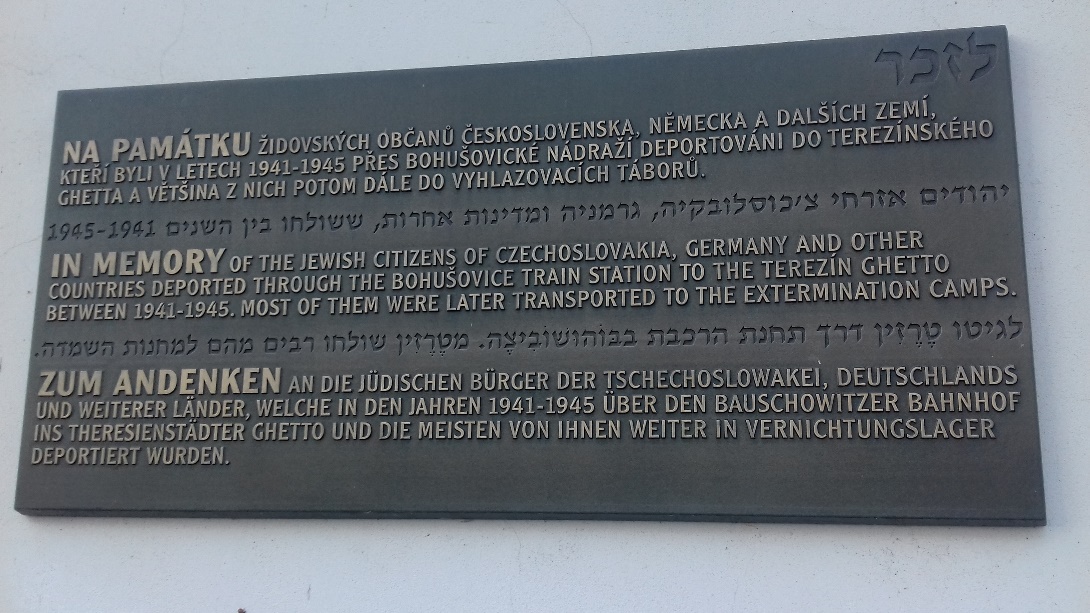 לזכר
NA PAMÁTKU ŽIDOVSKÝCH OBČANŮ ČESKOSLOVENSKA, NĚMECKA A DALŠÍCH ZEMÍ,
KTEŘÍ BYLI V LETECH 1941-1945 PŘES BOHUŠOVICKÉ NÁDRAŽÍ DEPORTOVÁNI DO TEREZÍNSKÉHO
GHETTA A VĚTŠINA Z NICH POTOM DÁLE DO VYHLAZOVACÍCH TÁBORŮ.
יהודים אזרחי צ'כוסלובקיה, גרמניה ומדינות אחרות, ששולחו בין השנים 1945-1941
IN MEMORY OF THE JEWISH CITIZENS OF CZECHOSLOVAKIA, GERMANY AND OTHER
COUNTRIES DEPORTED THROUGH THE BOHUŠOVICE TRAIN STATION TO THE TEREZÍN GHETTO
BETWEEN 1941-1945. MOST OF THEM WERE LATER TRANSPORTED TO THE EXTERMINATION CAMPS.
לגיטו טֶרֶזִין דרך תחנת הרכבת בבּוֹהוּשׁוֹבִיצֶה. מטֶרֶזִין שולחו רבים מהם למחנות השמדה.
ZUM ANDENKEN AN DIE JÜDISCHEN BÜRGER DER TSCHECHOSLOWAKEI, DEUTSCHLANDS
UND WEITERER LÄNDER, WELCHE IN DEN JAHREN 1941-1945 ÜBER DEN BAUSCHOWITZER BAHNHOF
INS THERESIENSTÄDTER GHETTO UND DIE MEISTEN VON IHNEN WEITER IN VERNICHTUNGSLAGER
DEPORTIERT WURDEN.